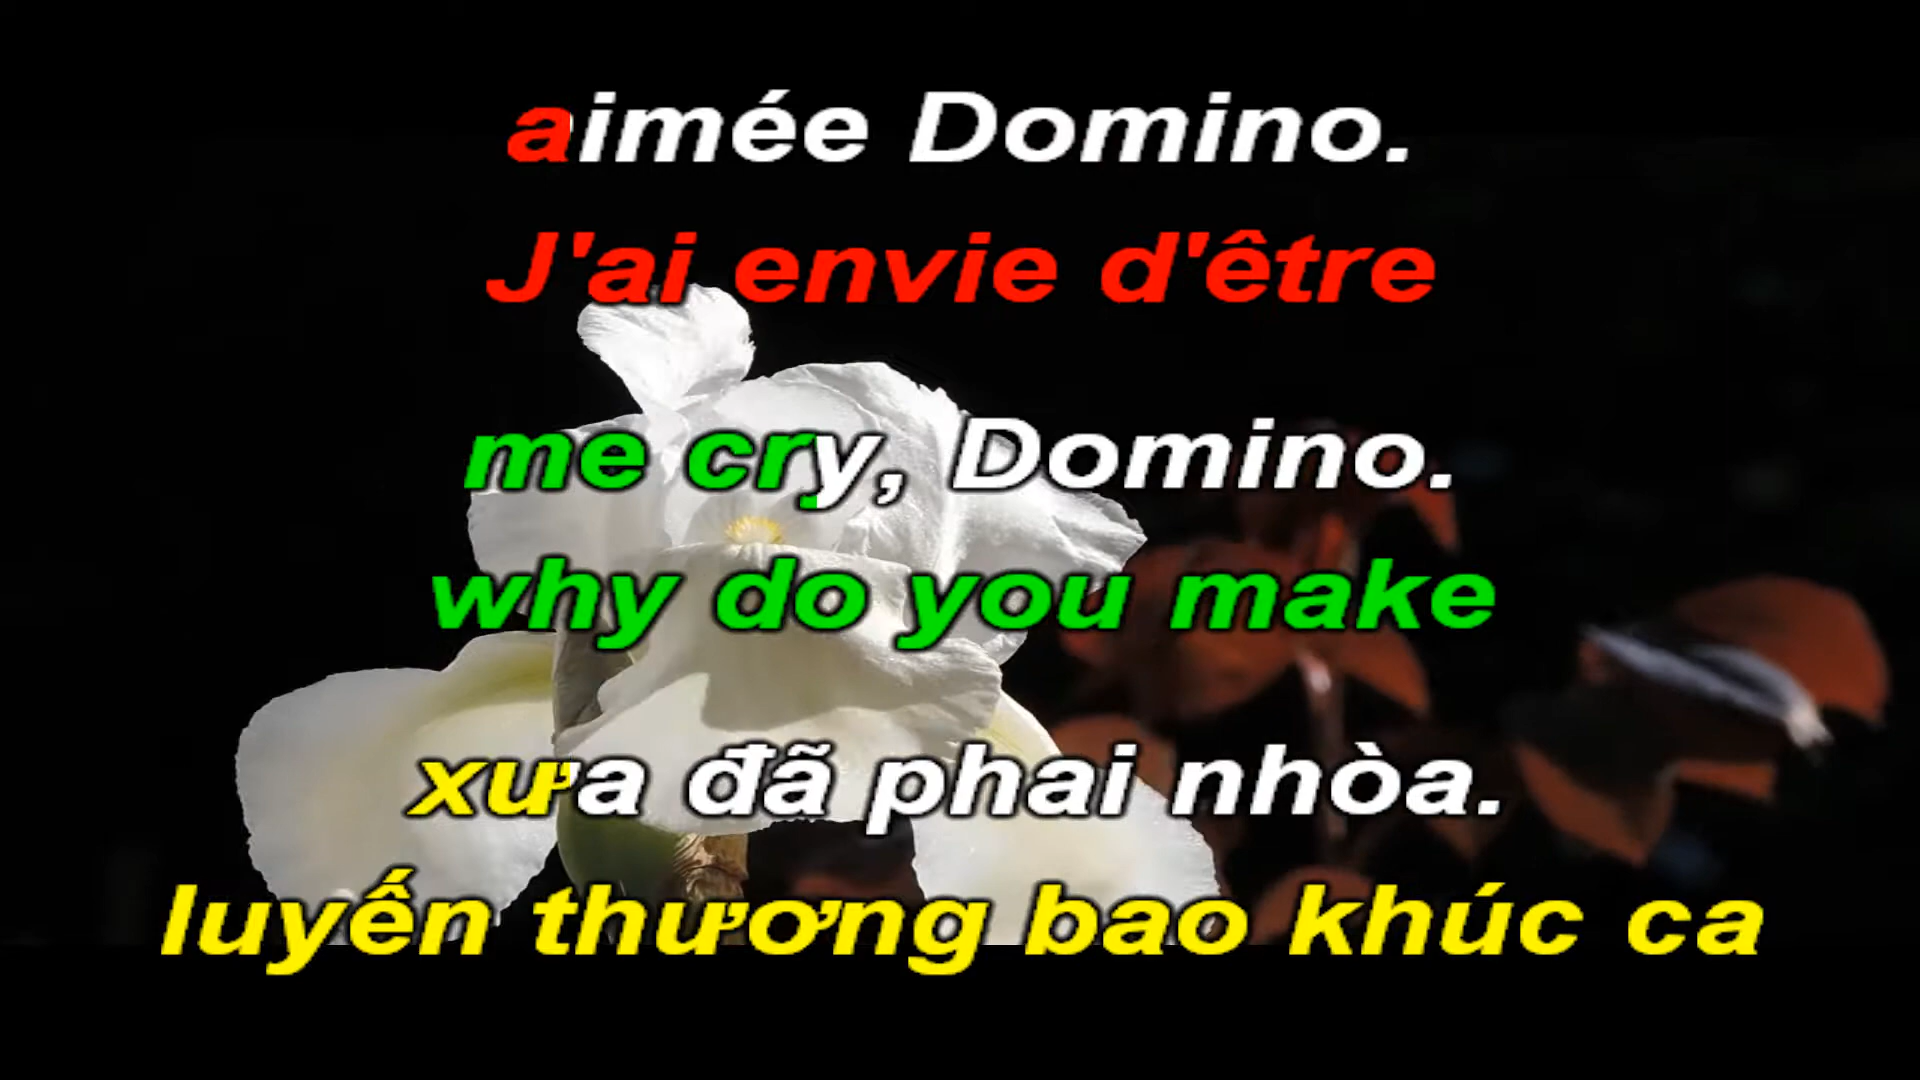 aimée Domino.
J'ai envie d'être
me cry, Domino.
why do you make
xưa đã phai nhòa.
luyến thương bao khúc ca